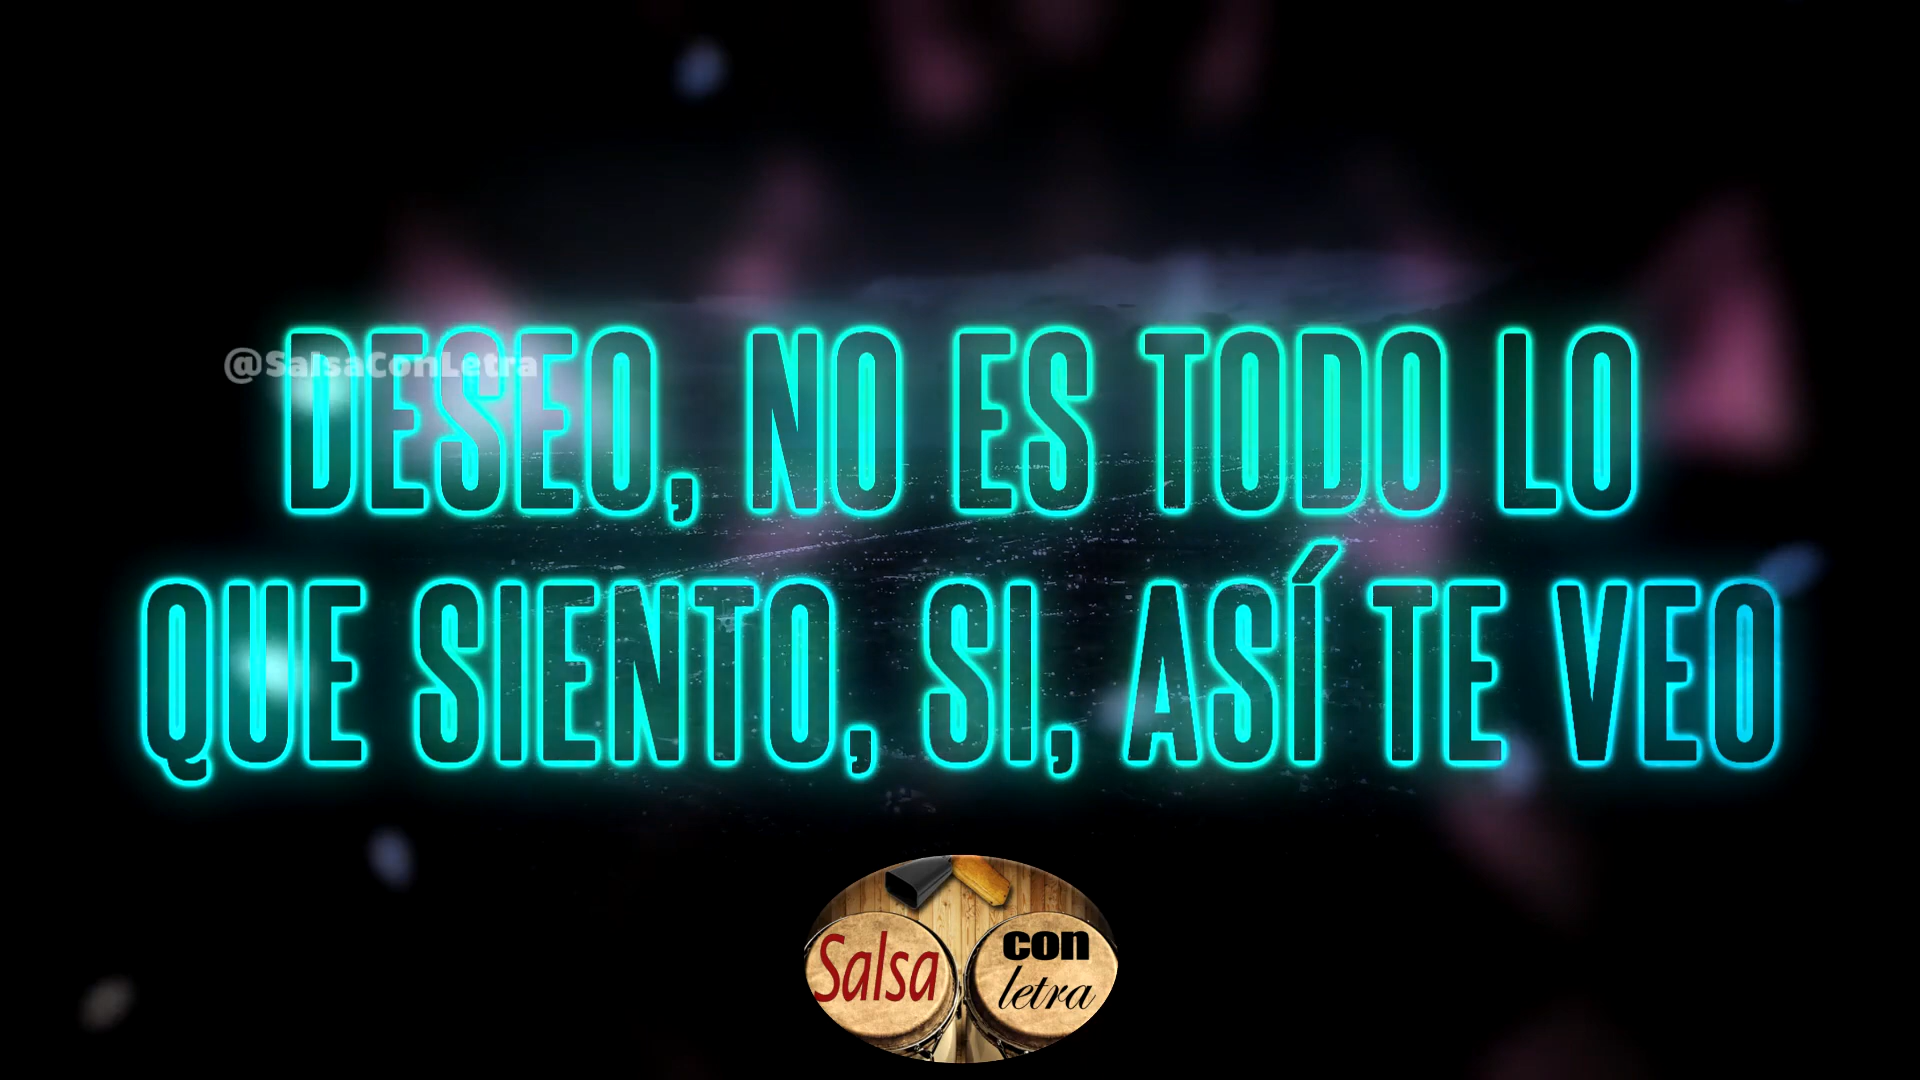 @SalsaConLetra
DESEO, NO ES TODO LO
QUE SIENTO, SI, ASÍ TE VEO
Salsa con
letra